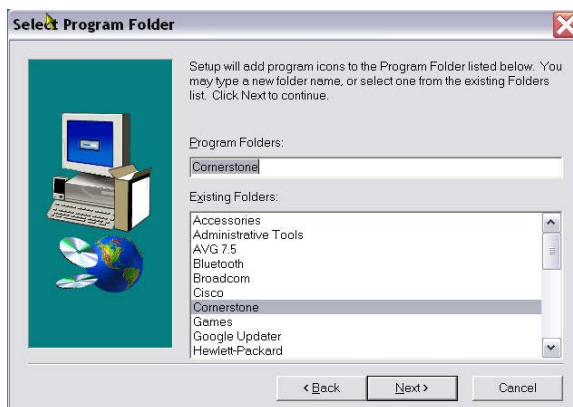 Select Program Folder
Setup will add program icons to the Program Folder listed below. You
may type a new folder name, or select one from the existing Folders
list. Click Next to continue.
Program Folders:
Cornerstone
Existing Folders:
Accessories
Administrative Tools
AVG 7.5
Bluetooth
Broadcom
Cisco
Cornerstone
Games
Google Updater
Hewlett-Packard
< Back
Next >
Cancel